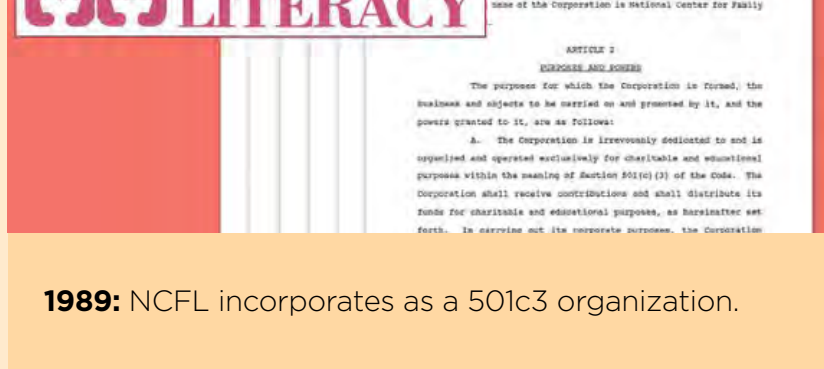 LITERACY
name of the Corporation is National Center for Family
ARTICLE 2
PURPOSES AND POWERS
The purposes for which the Corporation is formed, the
business and objects to be carried on and promoted by it, and the
powers granted to it, are as follows:
A. The Corporation is irrevocably dedicated to and is
organized and operated exclusively for charitable and educational
purposes within the meaning of Section 501(c)(3) of the Code. The
Corporation shall receive contributions and shall distribute its
funds for charitable and educational purposes, as hereinafter set
forth. In carrying out its corporate purposes, the Corporation
1989: NCFL incorporates as a 501c3 organization.